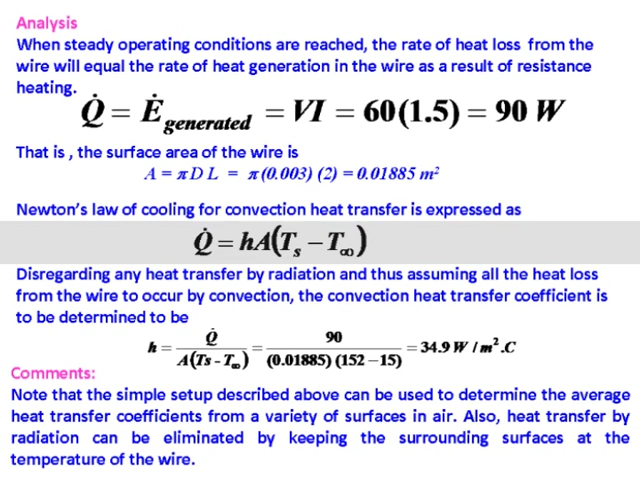 Analysis
When steady operating conditions are reached, the rate of heat loss from the
wire will equal the rate of heat generation in the wire as a result of resistance
heating.
Q̇ = Ė generated = VI = 60(1.5) = 90 W
That is , the surface area of the wire is
A = π D L = π (0.003) (2) = 0.01885 m²
Newton's law of cooling for convection heat transfer is expressed as
Q̇ = hA(Tₛ − T∞)
Disregarding any heat transfer by radiation and thus assuming all the heat loss
from the wire to occur by convection, the convection heat transfer coefficient is
to be determined to be
h = Q̇ / A(Ts - T∞) = 90 / (0.01885) (152 − 15) = 34.9 W / m².C
Comments:
Note that the simple setup described above can be used to determine the average
heat transfer coefficients from a variety of surfaces in air. Also, heat transfer by
radiation can be eliminated by keeping the surrounding surfaces at the
temperature of the wire.